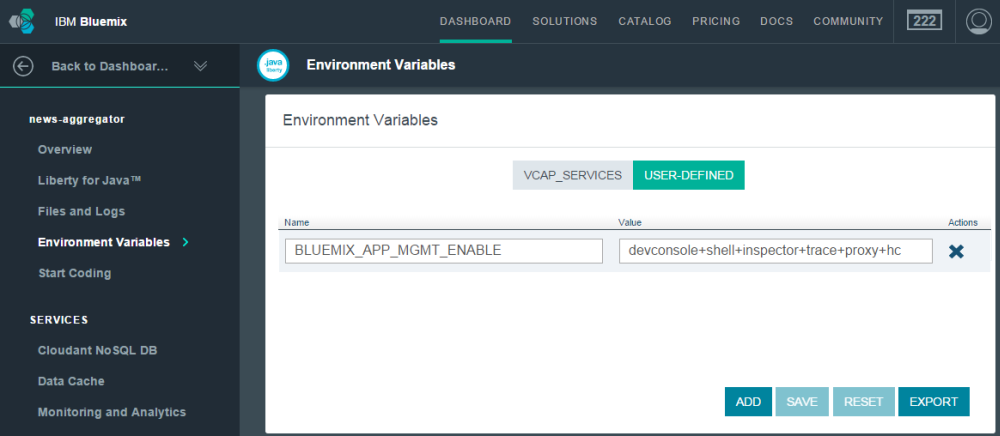 IBM Bluemix DASHBOARD SOLUTIONS CATALOG PRICING DOCS COMMUNITY 222
Back to Dashboar...
.java
liberty
Environment Variables
news-aggregator
Overview
Liberty for Java™
Files and Logs
Environment Variables
Start Coding
SERVICES
Cloudant NoSQL DB
Data Cache
Monitoring and Analytics
Environment Variables
VCAP_SERVICES USER-DEFINED
Name Value Actions
BLUEMIX_APP_MGMT_ENABLE devconsole+shell+inspector+trace+proxy+hc
ADD SAVE RESET EXPORT